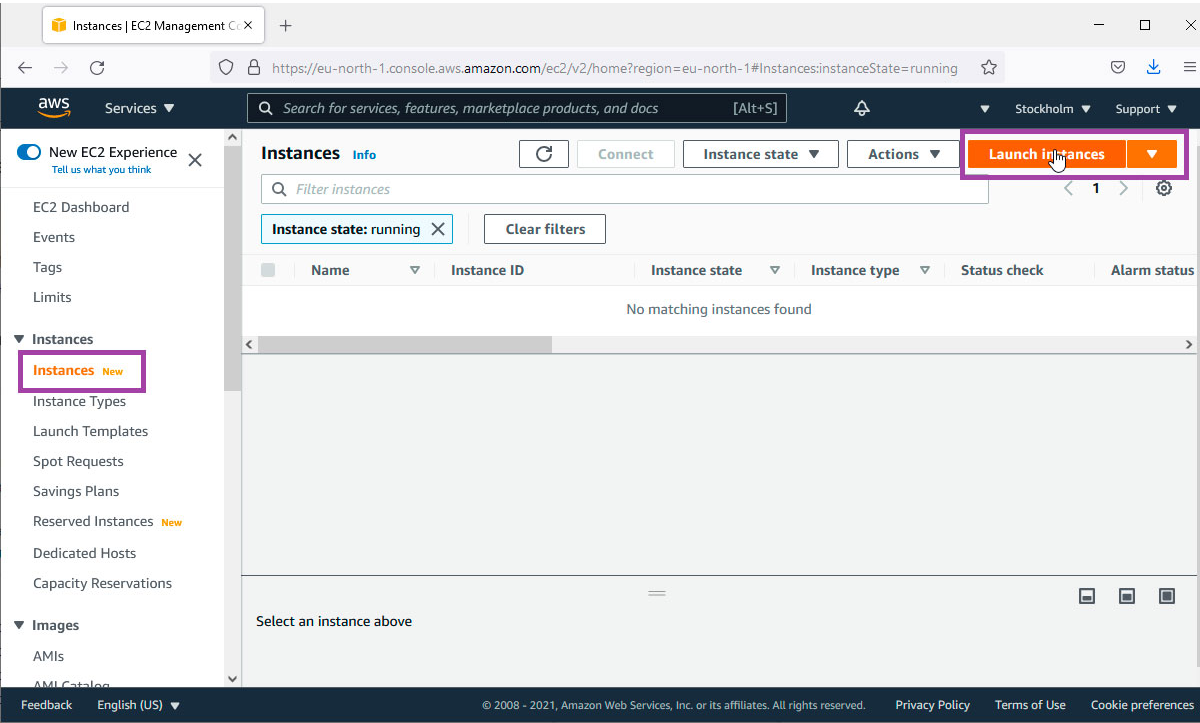 Instances | EC2 Management Co
https://eu-north-1.console.aws.amazon.com/ec2/v2/home?region=eu-north-1#Instances:instanceState=running
aws
Services
Search for services, features, marketplace products, and docs
[Alt+S]
Stockholm
Support
New EC2 Experience
Tell us what you think
EC2 Dashboard
Events
Tags
Limits
Instances
Instances New
Instance Types
Launch Templates
Spot Requests
Savings Plans
Reserved Instances New
Dedicated Hosts
Capacity Reservations
Images
AMIs
AMI Catalog
Instances Info
Connect
Instance state
Actions
Launch instances
Filter instances
1
Instance state: running
Clear filters
Name
Instance ID
Instance state
Instance type
Status check
Alarm status
No matching instances found
Select an instance above
Feedback
English (US)
© 2008 - 2021, Amazon Web Services, Inc. or its affiliates. All rights reserved.
Privacy Policy
Terms of Use
Cookie preferences